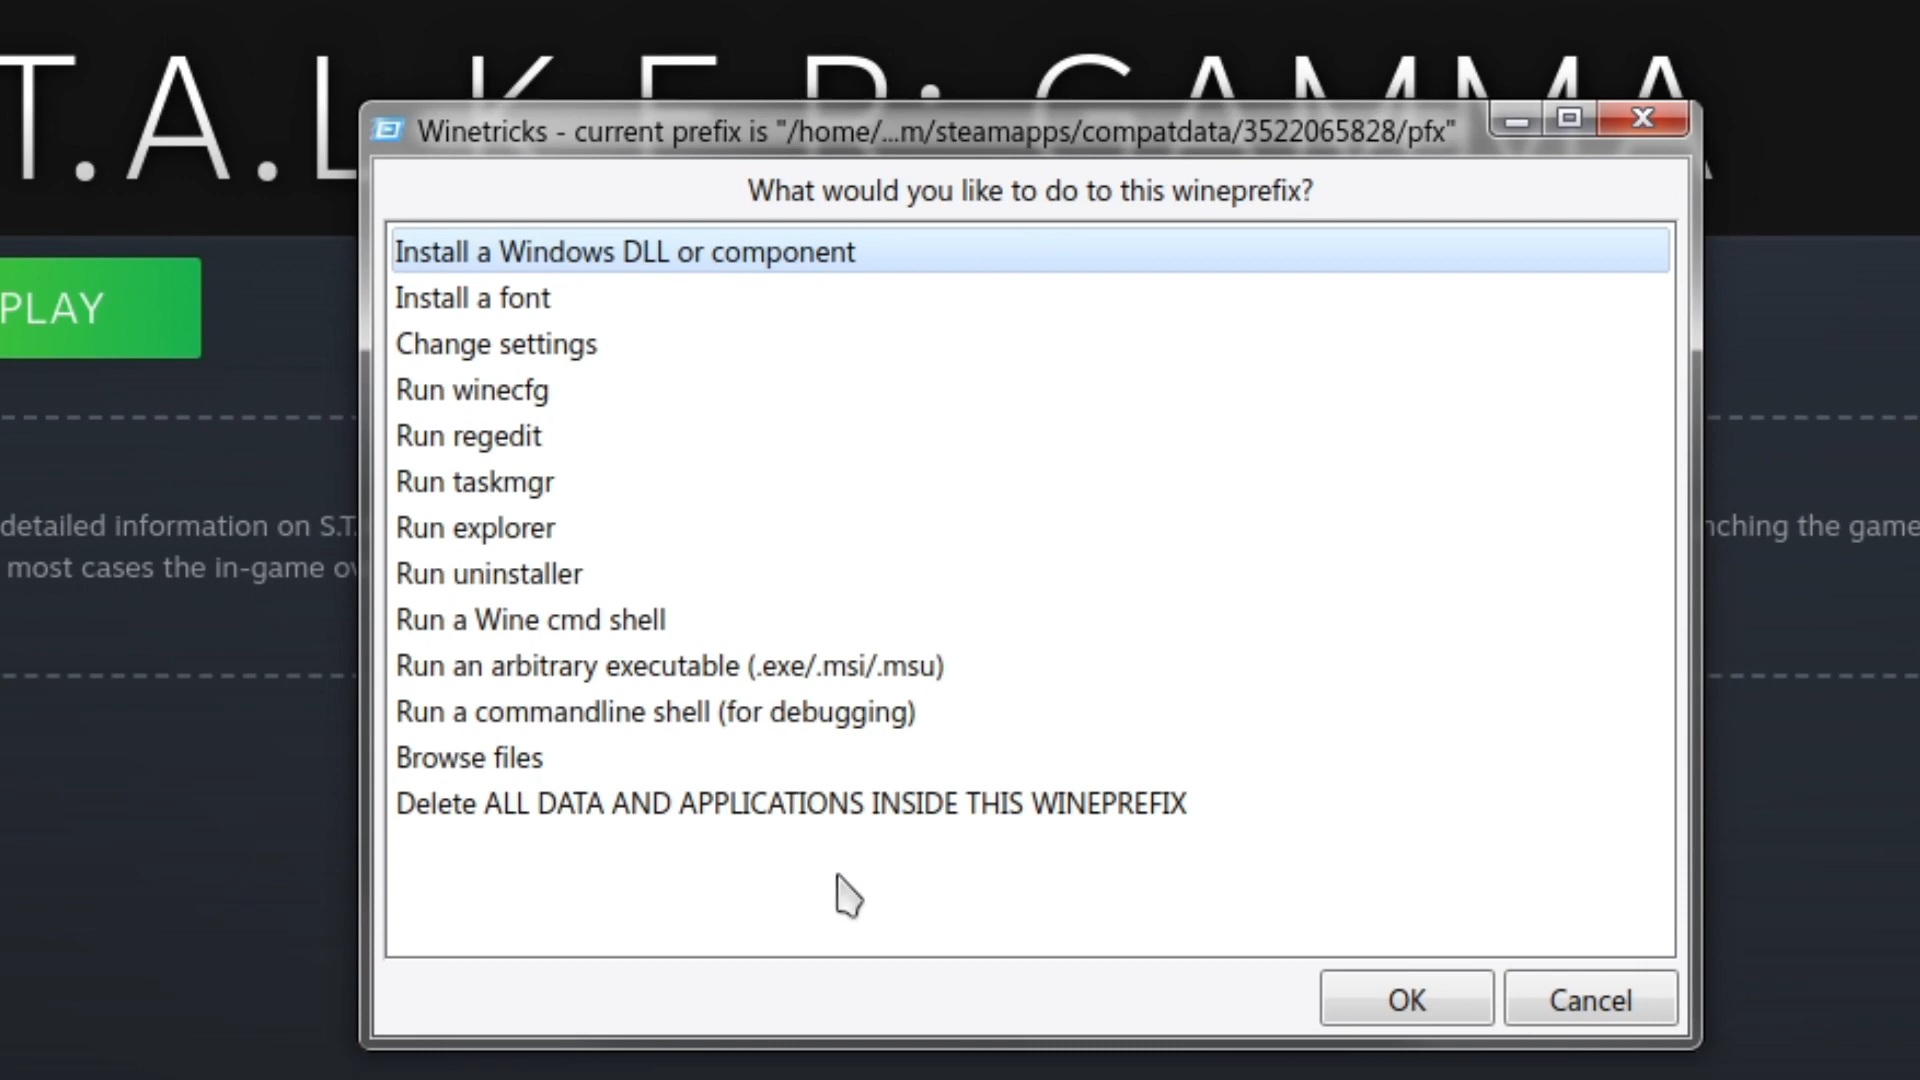 T.A.L.K.E.R: GAMMA
Winetricks - current prefix is "/home/...m/steamapps/compatdata/3522065828/pfx"
What would you like to do to this wineprefix?
Install a Windows DLL or component
PLAY
Install a font
Change settings
Run winecfg
Run regedit
Run taskmgr
detailed information on S.T.
nching the game
Run explorer
most cases the in-game ov
Run uninstaller
Run a Wine cmd shell
Run an arbitrary executable (.exe/.msi/.msu)
Run a commandline shell (for debugging)
Browse files
Delete ALL DATA AND APPLICATIONS INSIDE THIS WINEPREFIX
OK
Cancel